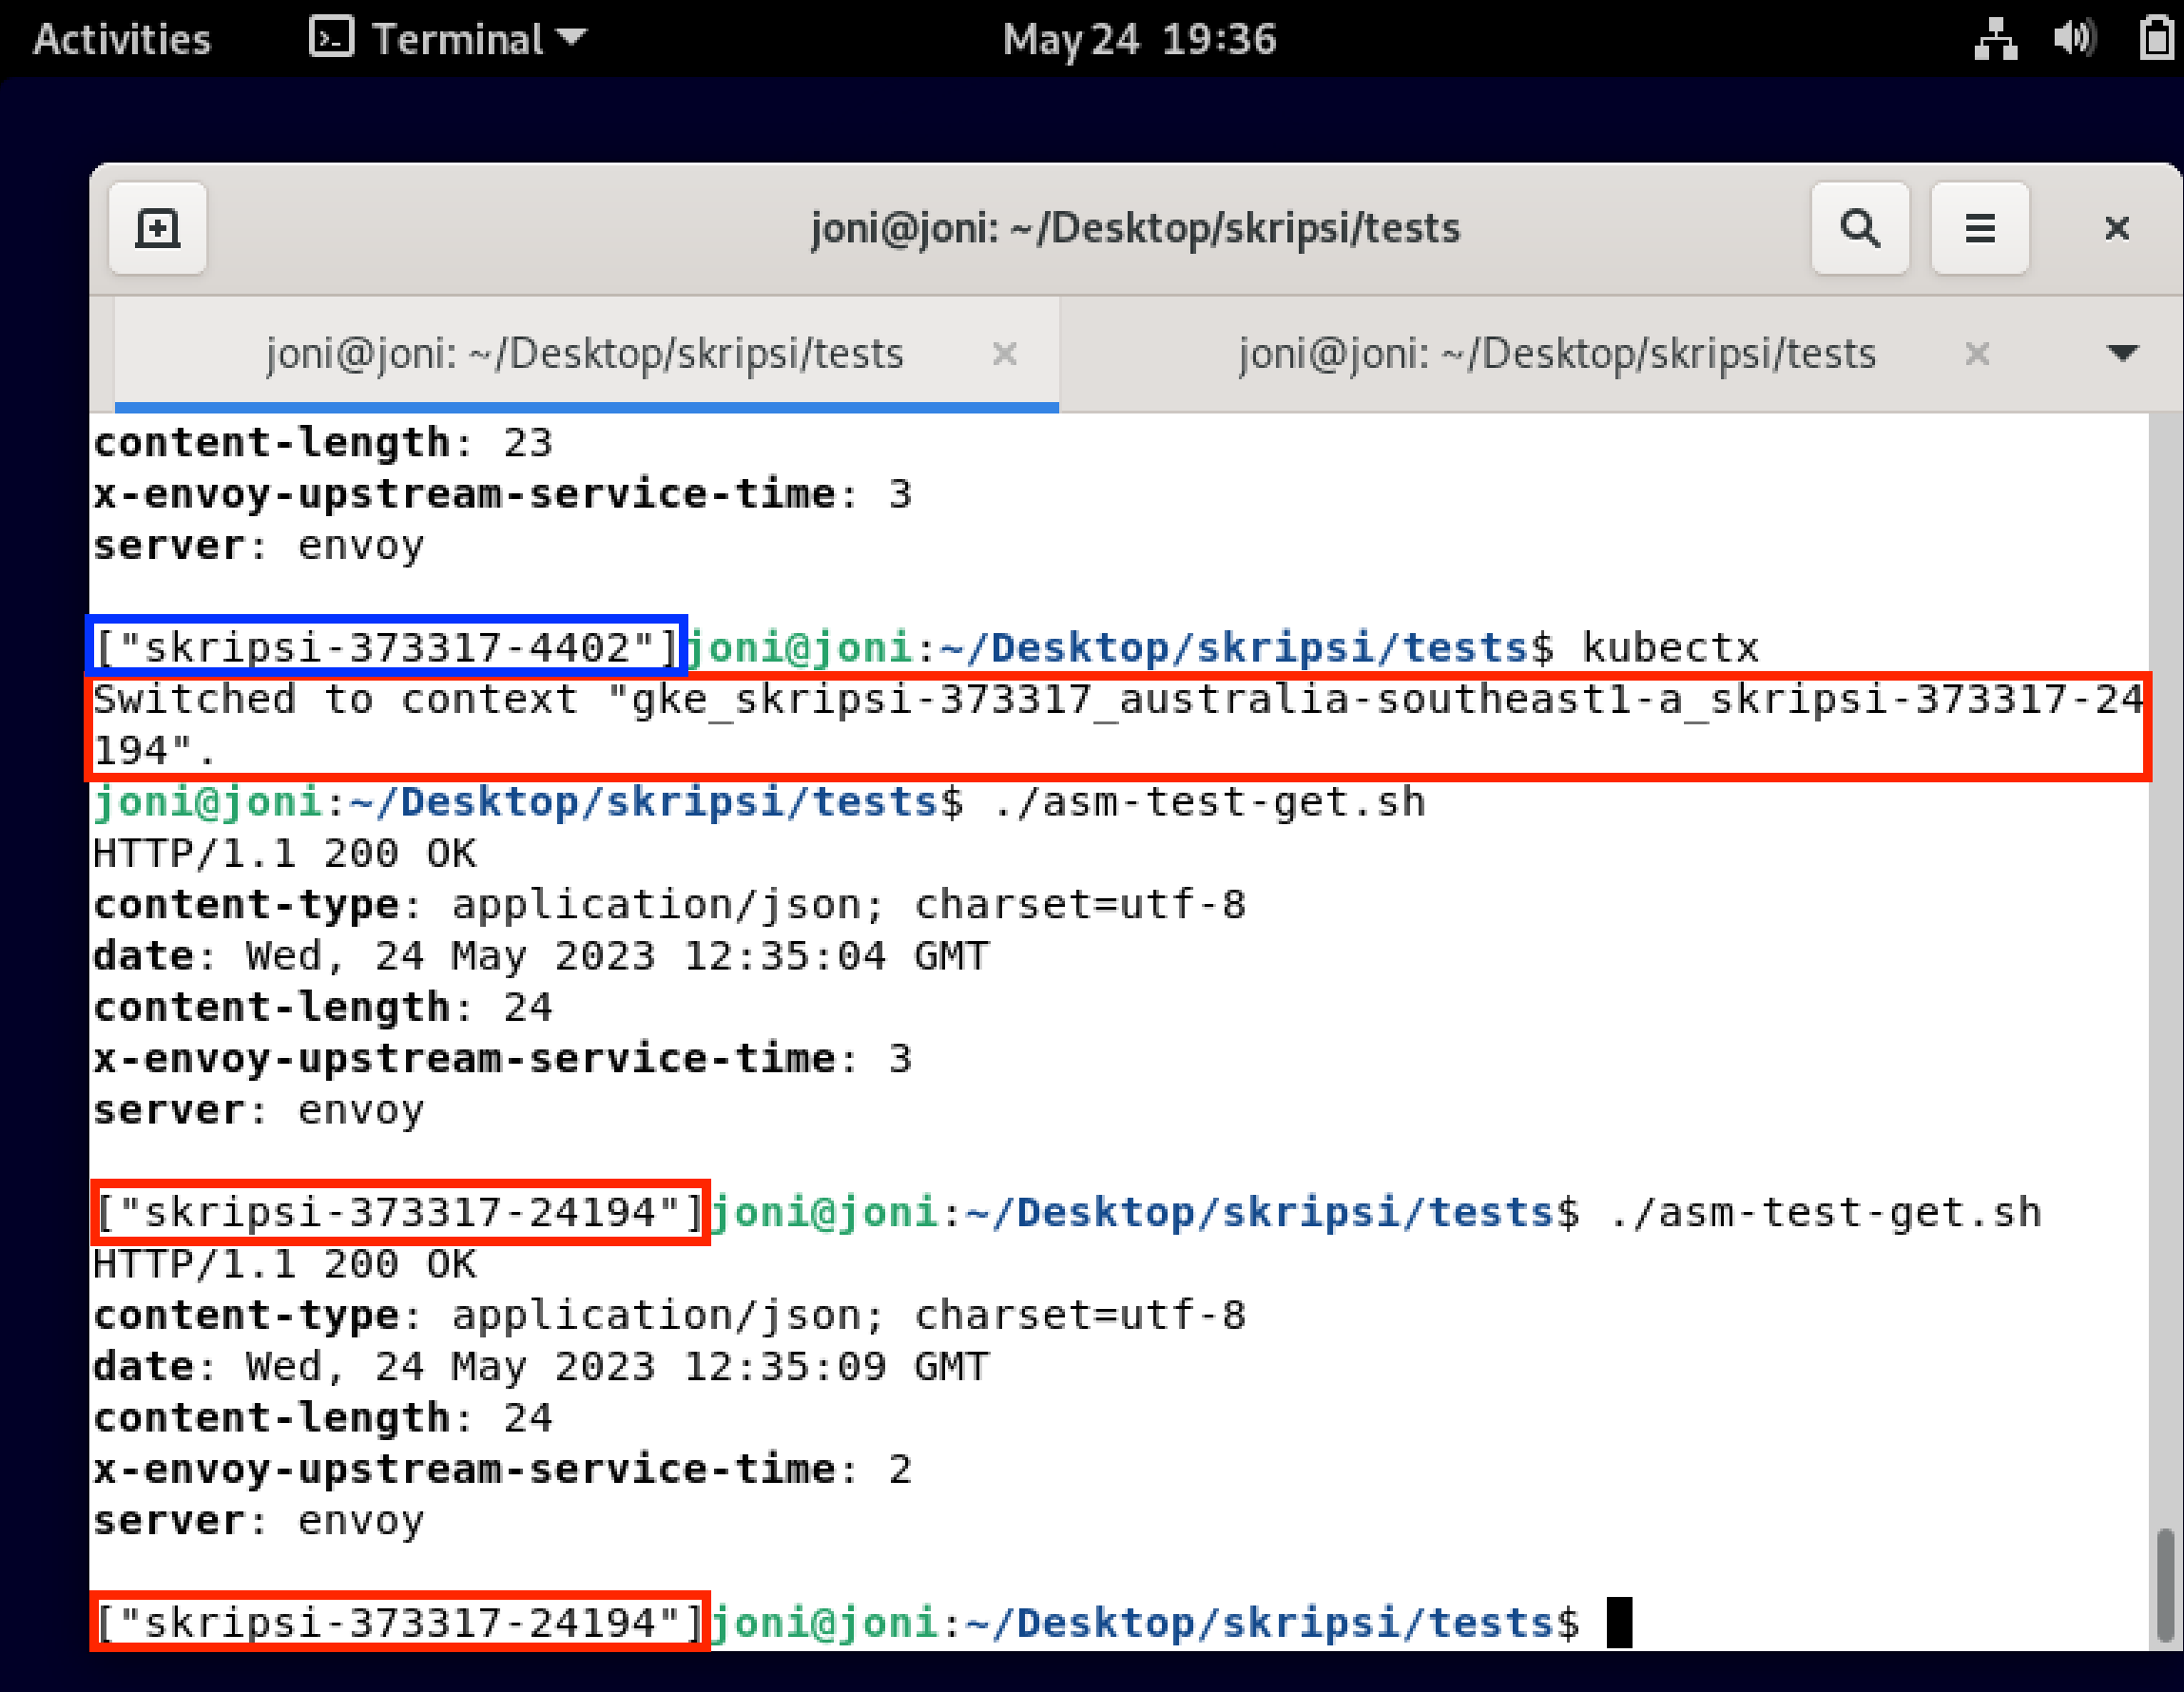 Activities Terminal May 24 19:36
joni@joni: ~/Desktop/skripsi/tests
joni@joni: ~/Desktop/skripsi/tests joni@joni: ~/Desktop/skripsi/tests
content-length: 23
x-envoy-upstream-service-time: 3
server: envoy
["skripsi-373317-4402"]joni@joni:~/Desktop/skripsi/tests$ kubectx
Switched to context "gke_skripsi-373317_australia-southeast1-a_skripsi-373317-24
194".
joni@joni:~/Desktop/skripsi/tests$ ./asm-test-get.sh
HTTP/1.1 200 OK
content-type: application/json; charset=utf-8
date: Wed, 24 May 2023 12:35:04 GMT
content-length: 24
x-envoy-upstream-service-time: 3
server: envoy
["skripsi-373317-24194"]joni@joni:~/Desktop/skripsi/tests$ ./asm-test-get.sh
HTTP/1.1 200 OK
content-type: application/json; charset=utf-8
date: Wed, 24 May 2023 12:35:09 GMT
content-length: 24
x-envoy-upstream-service-time: 2
server: envoy
["skripsi-373317-24194"]joni@joni:~/Desktop/skripsi/tests$